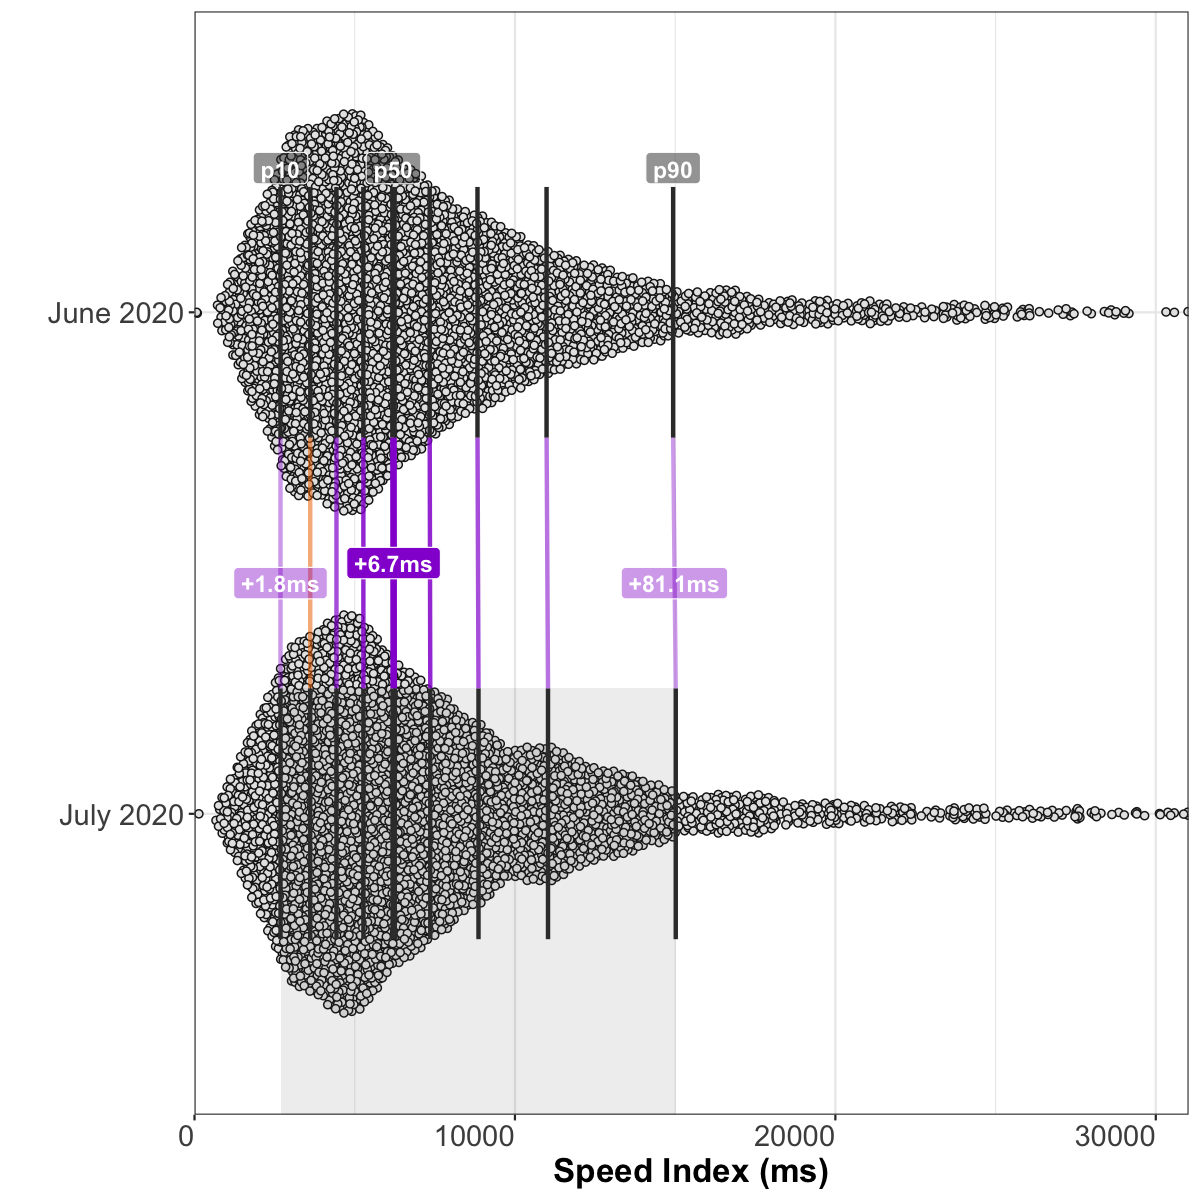 p10
p50
p90
June 2020
+6.7ms
+1.8ms
+81.1ms
July 2020
0
10000
20000
30000
Speed Index (ms)